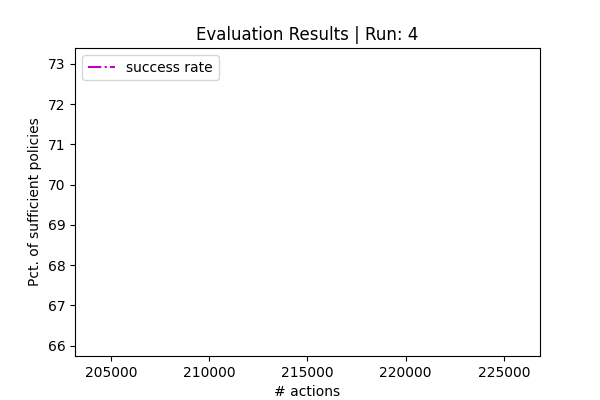 Evaluation Results | Run: 4
success rate
Pct. of sufficient policies
73
72
71
70
69
68
67
66
205000 210000 215000 220000 225000
# actions